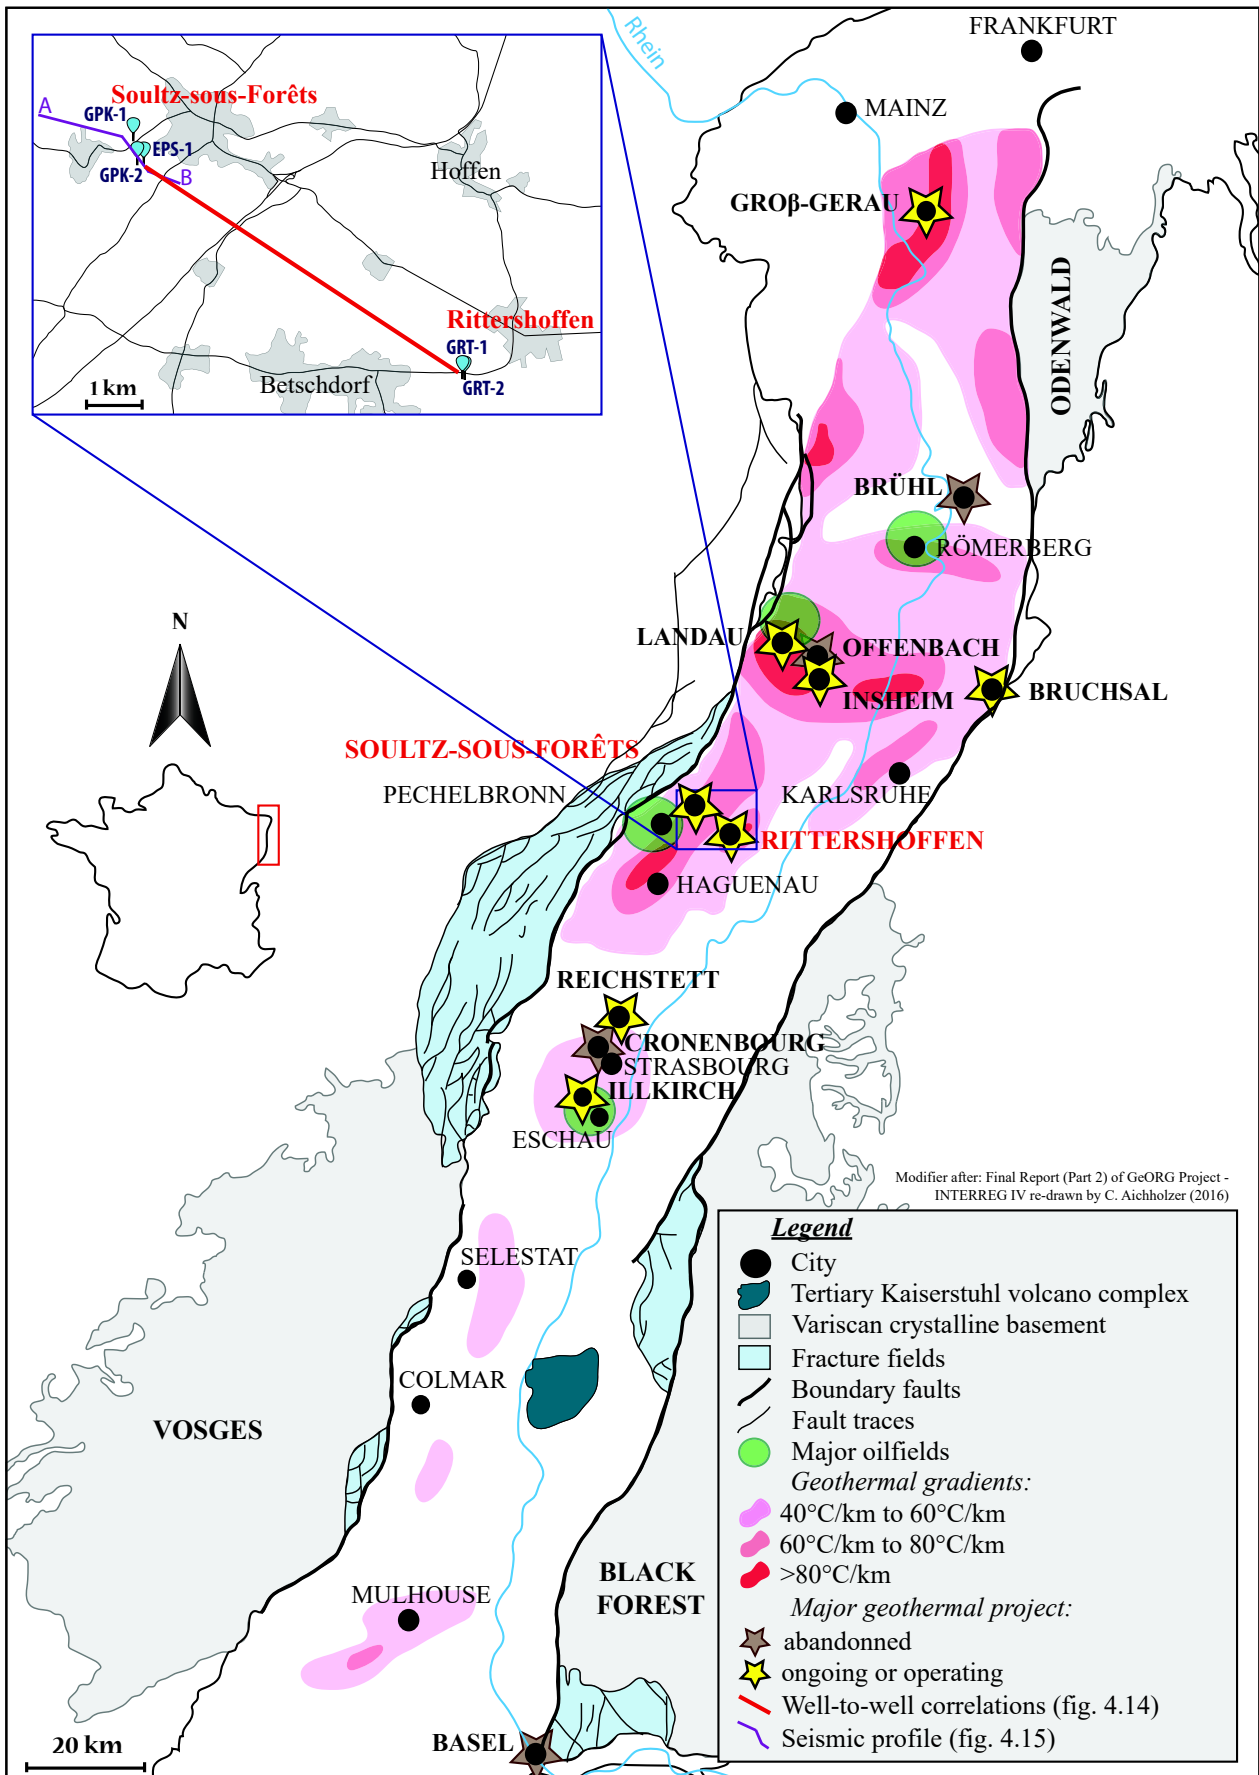 FRANKFURT
Rhein
MAINZ
A
Soultz-sous-Forêts
GPK-1
EPS-1
GPK-2
B
Hoffen
Rittershoffen
GRT-1
GRT-2
Betschdorf
1 km
GROβ-GERAU
ODENWALD
BRÜHL
RÖMERBERG
N
LANDAU
OFFENBACH
INSHEIM
BRUCHSAL
SOULTZ-SOUS-FORÊTS
PECHELBRONN
KARLSRUHE
RITTERSHOFFEN
HAGUENAU
REICHSTETT
CRONENBOURG
STRASBOURG
ILLKIRCH
ESCHAU
Modifier after: Final Report (Part 2) of GeORG Project -
INTERREG IV re-drawn by C. Aichholzer (2016)
SELESTAT
COLMAR
VOSGES
MULHOUSE
BLACK
FOREST
BASEL
20 km
Legend
City
Tertiary Kaiserstuhl volcano complex
Variscan crystalline basement
Fracture fields
Boundary faults
Fault traces
Major oilfields
Geothermal gradients:
40°C/km to 60°C/km
60°C/km to 80°C/km
>80°C/km
Major geothermal project:
abandonned
ongoing or operating
Well-to-well correlations (fig. 4.14)
Seismic profile (fig. 4.15)